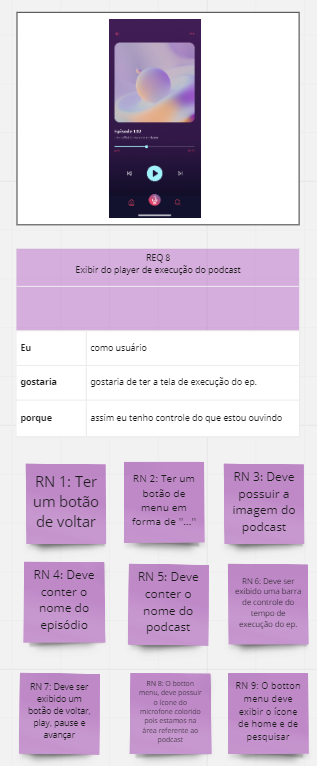 Episode 132
REQ 8
Exibir do player de execução do podcast
Eu
como usuário
gostaria
gostaria de ter a tela de execução do ep.
porque
assim eu tenho controle do que estou ouvindo
RN 1: Ter
um botão
de voltar
RN 2: Ter um
botão de
menu em
forma de "..."
RN 3: Deve
possuir a
imagem do
podcast
RN 4: Deve
conter o
nome do
episódio
RN 5: Deve
conter o
nome do
podcast
RN 6: Deve ser
exibido uma barra
de controle do
tempo de
execução do ep.
RN 7: Deve ser
exibido um
botão de voltar,
play, pause e
avançar
RN 8: O botton
menu, deve possuir
o ícone do
microfone colorido
pois estamos na
área referente ao
podcast
RN 9: O botton
menu deve
exibir o ícone
de home e de
pesquisar